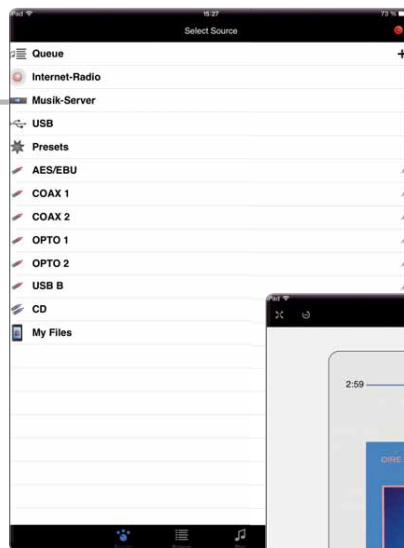 iPad 15:27 73 %
Select Source
Queue
Internet-Radio
Musik-Server
USB
Presets
AES/EBU
COAX 1
COAX 2
OPTO 1
OPTO 2
USB B
CD
My Files
iPad
2:59
DIRE